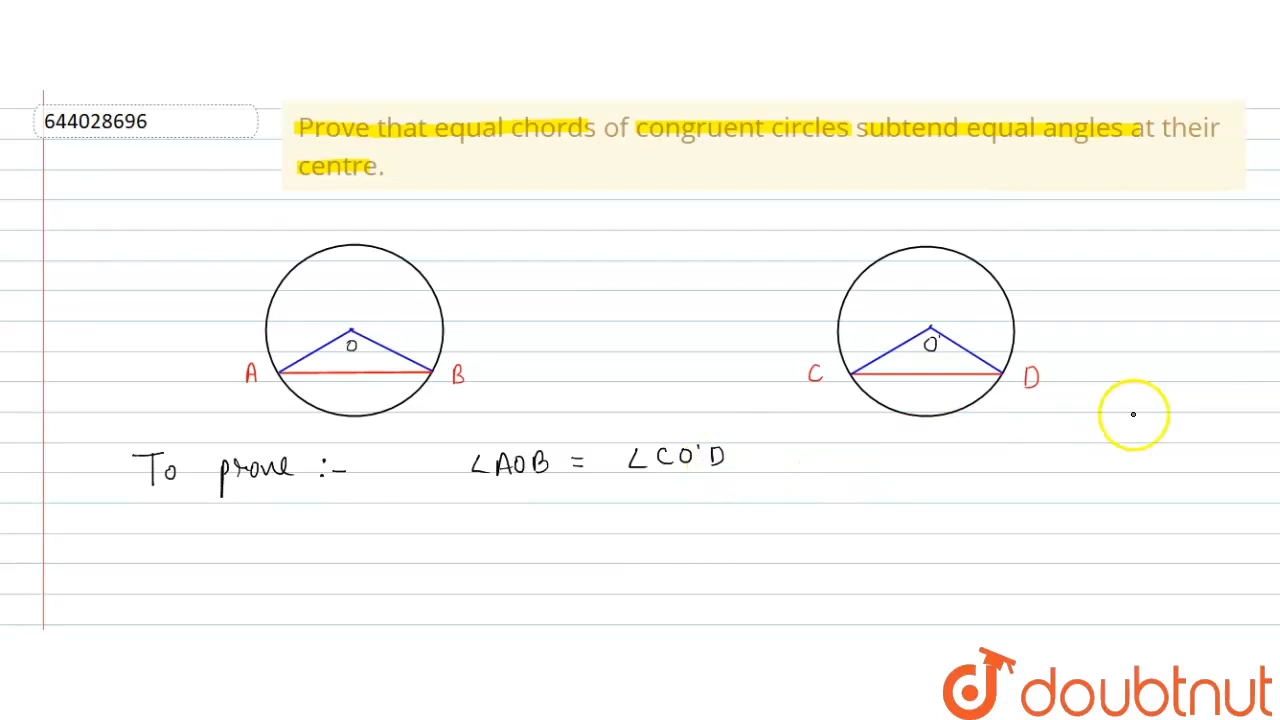 644028696
Prove that equal chords of congruent circles subtend equal angles at their
centre.
O
A
B
O'
C
D
To prove :- ∠AOB = ∠CO'D
doubtnut